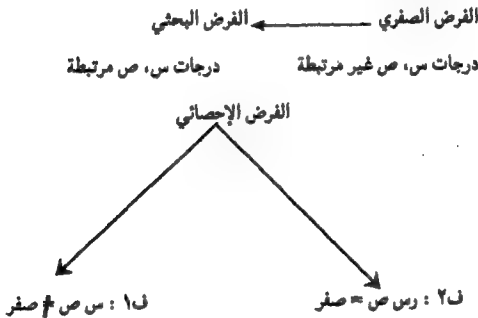 الفرض الصفري الفرض البحثي
درجات س، ص غير مرتبطة درجات س، ص مرتبطة
الفرض الإحصائي
ف٢ : رس ص = صفر ف١ : س ص ≠ صفر